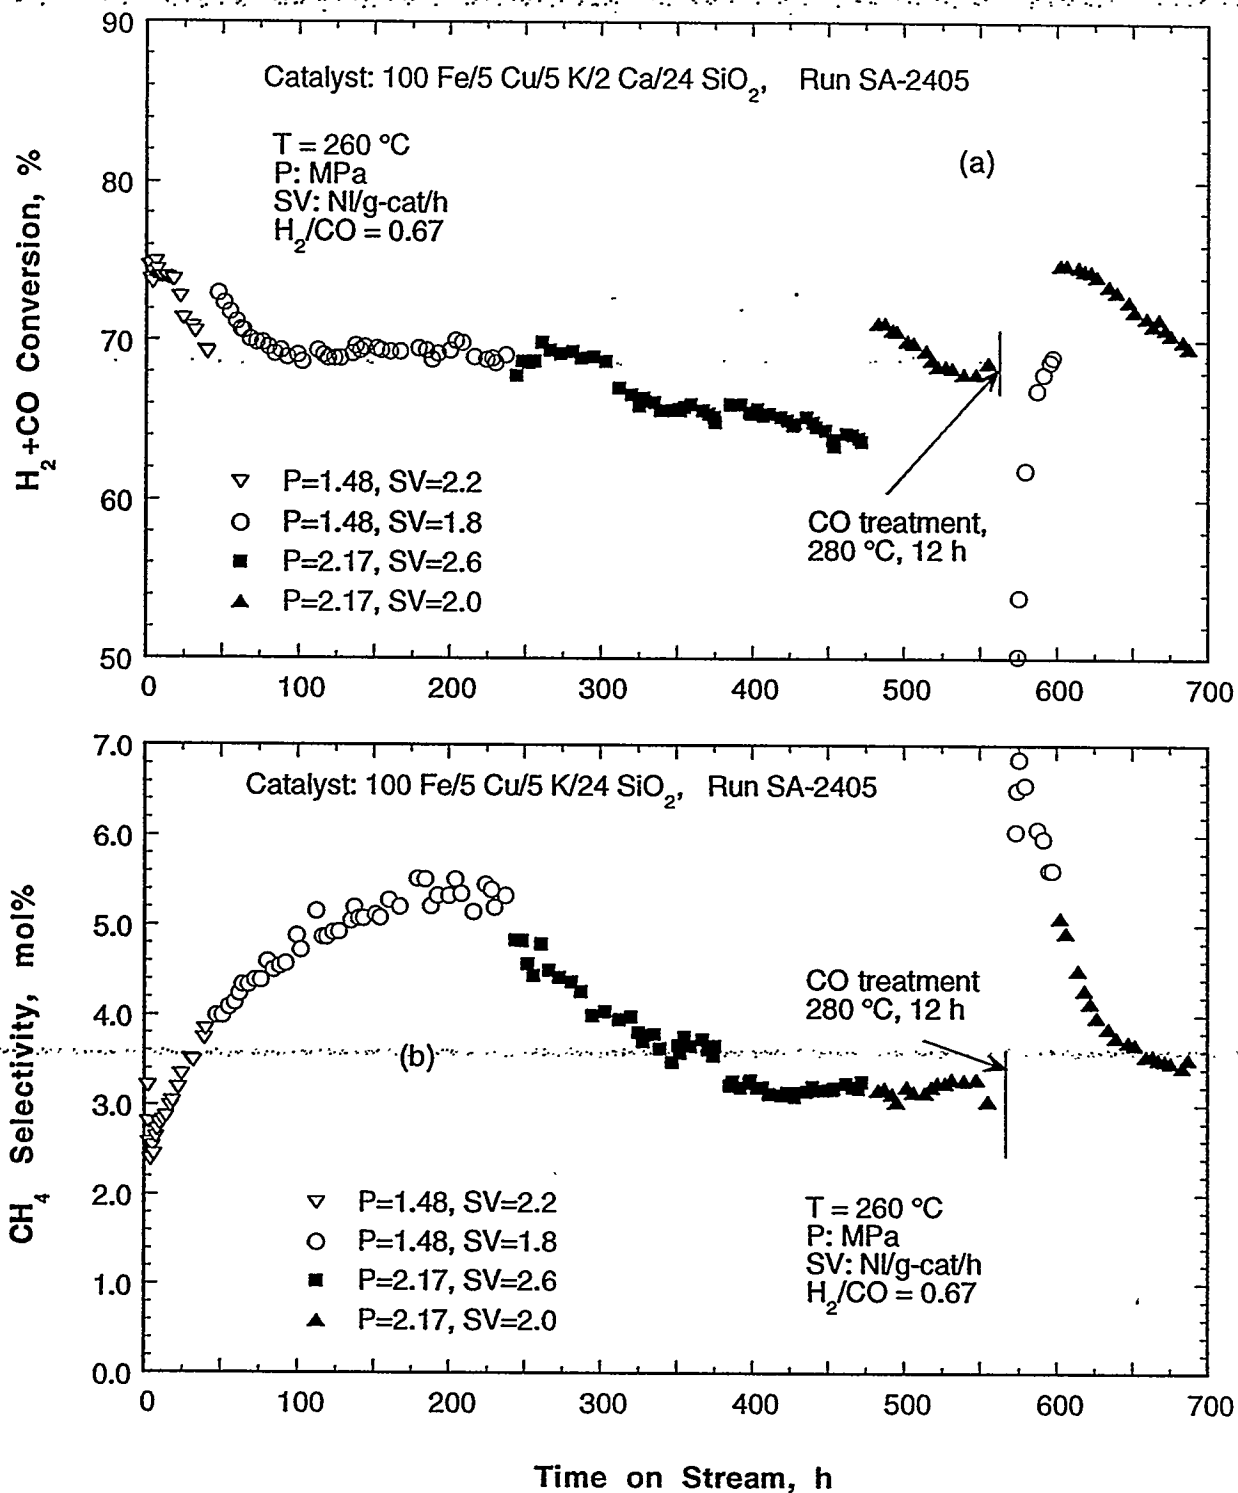 90
Catalyst: 100 Fe/5 Cu/5 K/2 Ca/24 SiO2, Run SA-2405
T = 260 °C
P: MPa
SV: Nl/g-cat/h
H2/CO = 0.67
(a)
80
H2+CO Conversion, %
70
P=1.48, SV=2.2
P=1.48, SV=1.8
P=2.17, SV=2.6
P=2.17, SV=2.0
CO treatment,
280 °C, 12 h
60
50
0 100 200 300 400 500 600 700
7.0
Catalyst: 100 Fe/5 Cu/5 K/24 SiO2, Run SA-2405
6.0
5.0
CH4 Selectivity, mol%
CO treatment
280 °C, 12 h
4.0
(b)
3.0
2.0
P=1.48, SV=2.2
P=1.48, SV=1.8
P=2.17, SV=2.6
P=2.17, SV=2.0
T = 260 °C
P: MPa
SV: Nl/g-cat/h
H2/CO = 0.67
1.0
0.0
0 100 200 300 400 500 600 700
Time on Stream, h